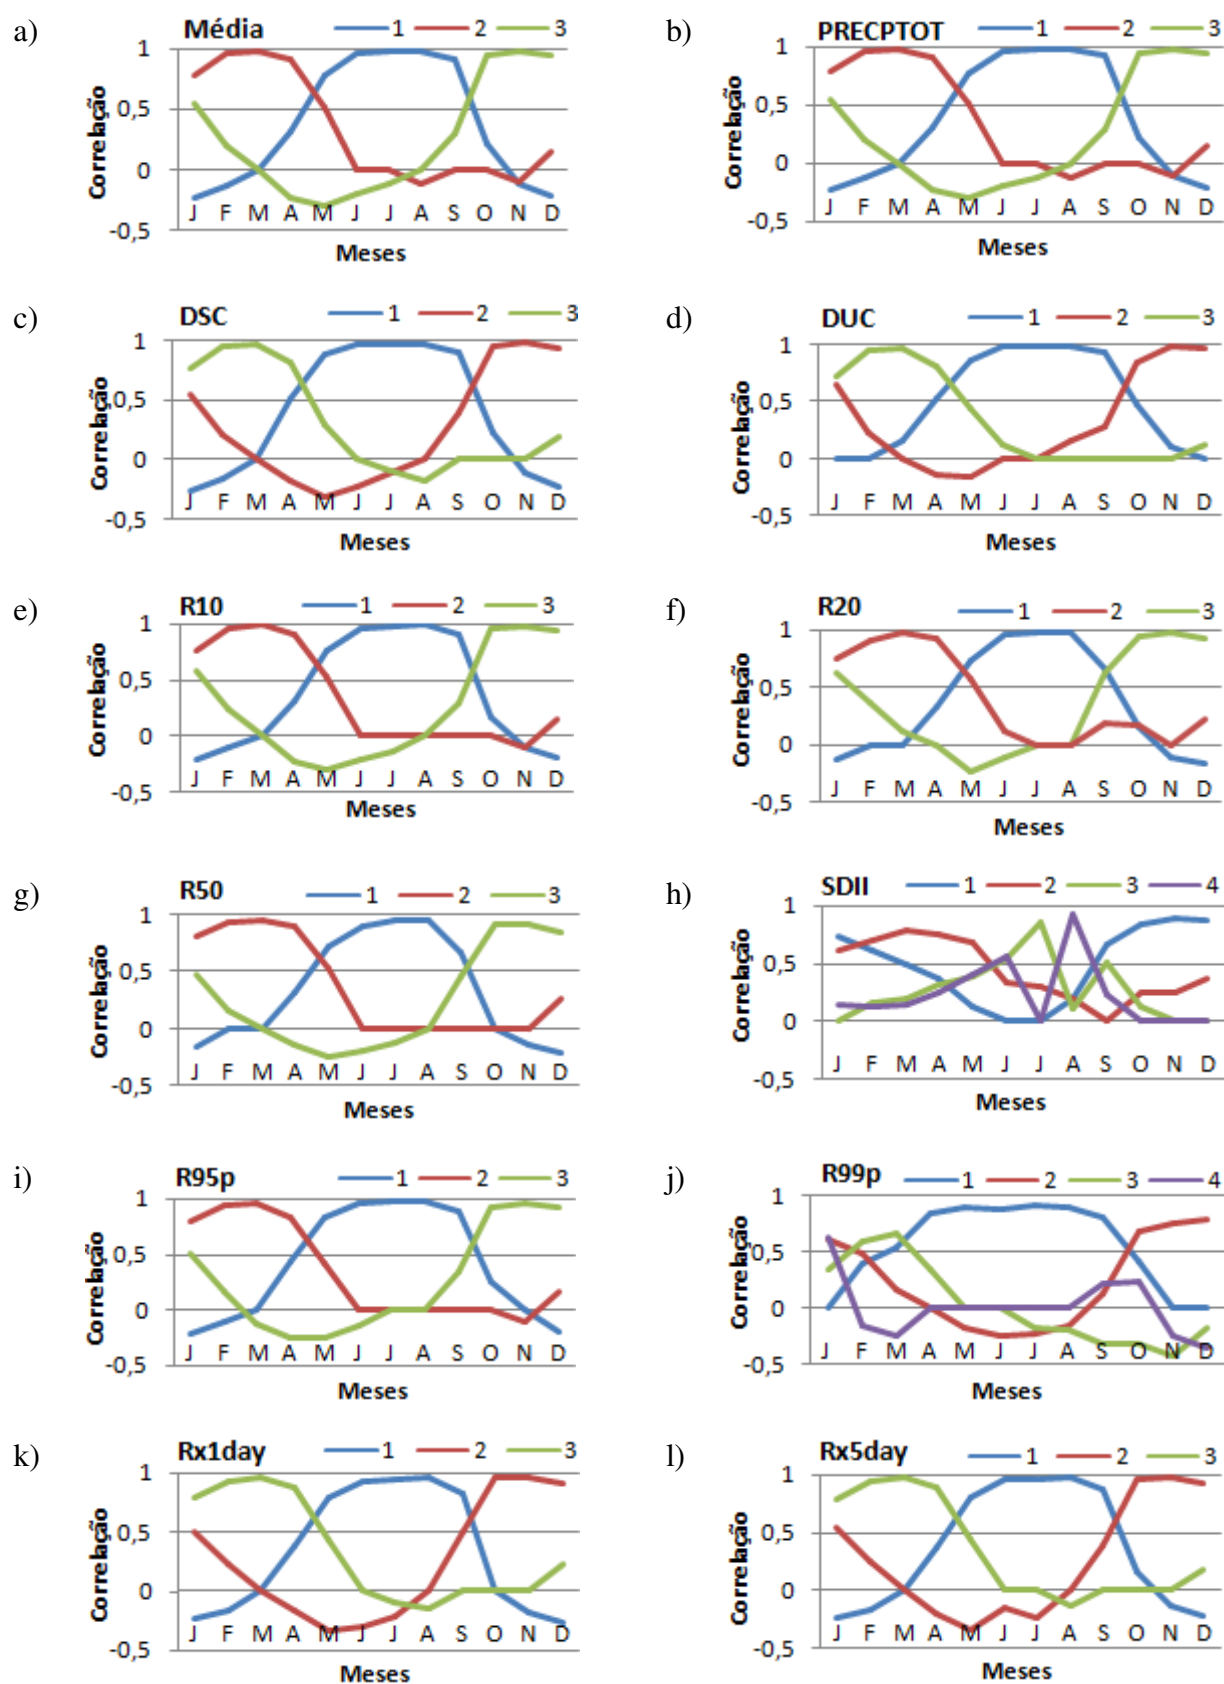 a)
Média 1 2 3
1
0,5
0
-0,5
Correlação
J F M A M J J A S O N D
Meses
b)
PRECPTOT 1 2 3
1
0,5
0
-0,5
Correlação
J F M A M J J A S O N D
Meses
c)
DSC 1 2 3
1
0,5
0
-0,5
Correlação
J F M A M J J A S O N D
Meses
d)
DUC 1 2 3
1
0,5
0
-0,5
Correlação
J F M A M J J A S O N D
Meses
e)
R10 1 2 3
1
0,5
0
-0,5
Correlação
J F M A M J J A S O N D
Meses
f)
R20 1 2 3
1
0,5
0
-0,5
Correlação
J F M A M J J A S O N D
Meses
g)
R50 1 2 3
1
0,5
0
-0,5
Correlação
J F M A M J J A S O N D
Meses
h)
SDII 1 2 3 4
1
0,5
0
-0,5
Correlação
J F M A M J J A S O N D
Meses
i)
R95p 1 2 3
1
0,5
0
-0,5
Correlação
J F M A M J J A S O N D
Meses
j)
R99p 1 2 3 4
1
0,5
0
-0,5
Correlação
J F M A M J J A S O N D
Meses
k)
Rx1day 1 2 3
1
0,5
0
-0,5
Correlação
J F M A M J J A S O N D
Meses
l)
Rx5day 1 2 3
1
0,5
0
-0,5
Correlação
J F M A M J J A S O N D
Meses